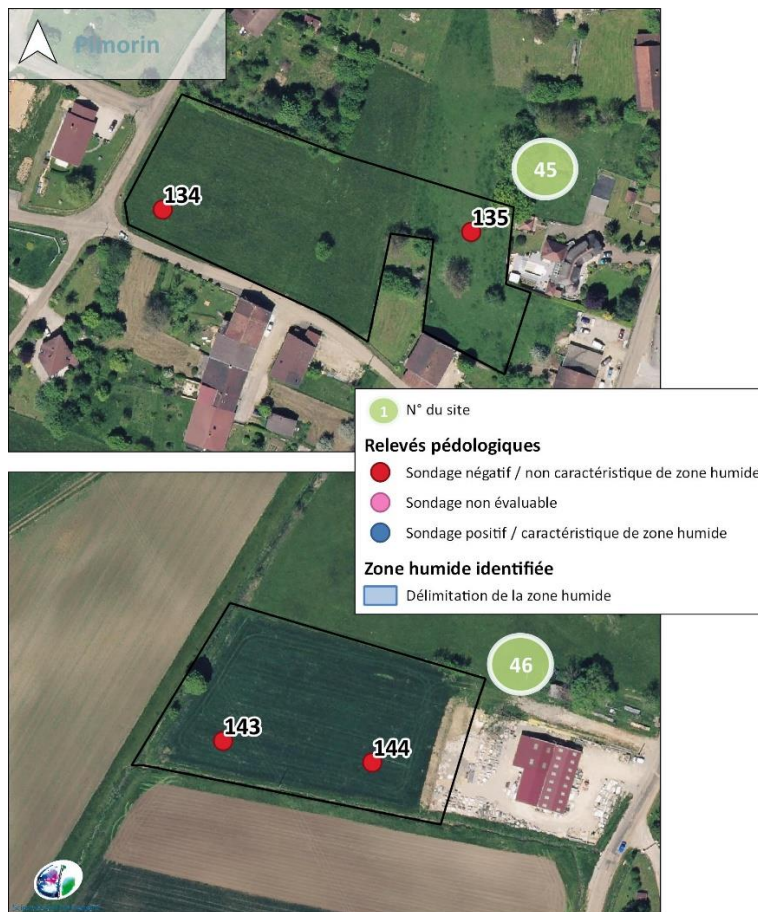 Pimorin
45
134
135
1 N° du site
Relevés pédologiques
Sondage négatif / non caractéristique de zone humide
Sondage non évaluable
Sondage positif / caractéristique de zone humide
Zone humide identifiée
Délimitation de la zone humide
46
143
144